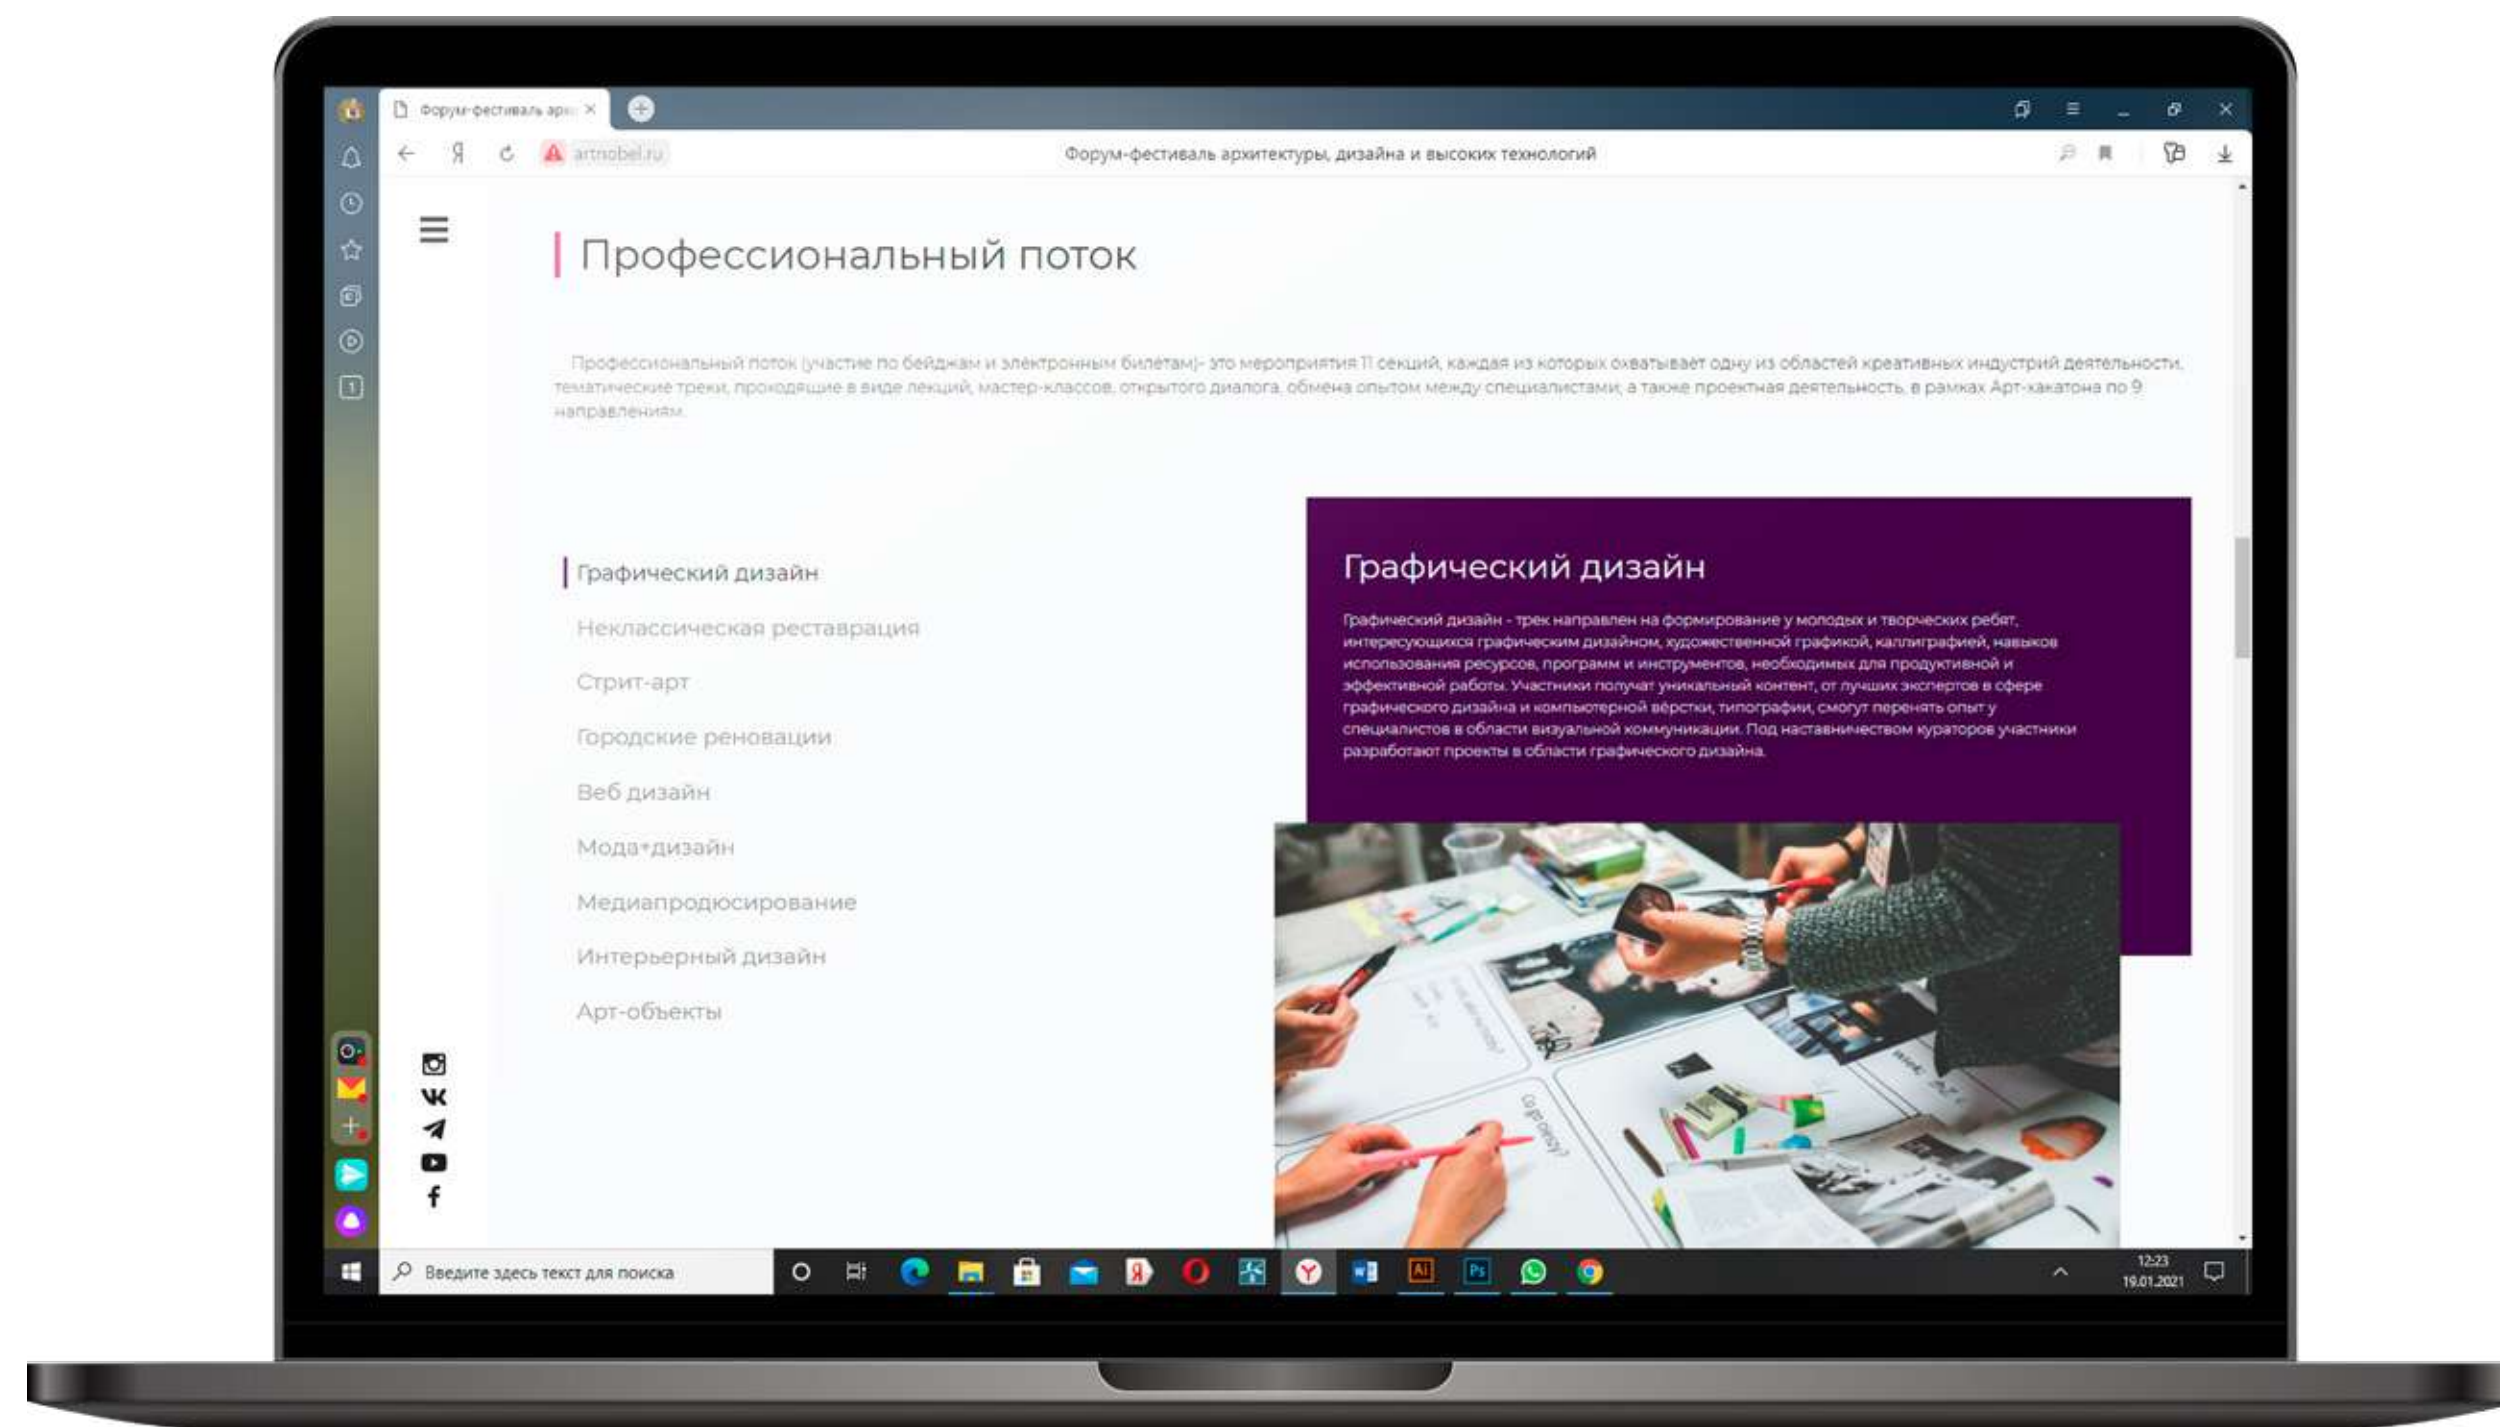 Форум-фестиваль архи
artnobel.ru
Форум-фестиваль архитектуры, дизайна и высоких технологий
Профессиональный поток
Профессиональный поток (участие по бейджам и электронным билетам)- это мероприятия 11 секций, каждая из которых охватывает одну из областей креативных индустрий деятельности,
тематические треки, проходящие в виде лекций, мастер-классов, открытого диалога, обмена опытом между специалистами, а также проектная деятельность, в рамках Арт-хакатона по 9
направлениям.
Графический дизайн
Неклассическая реставрация
Стрит-арт
Городские реновации
Веб дизайн
Мода+дизайн
Медиапродюсирование
Интерьерный дизайн
Арт-объекты
Графический дизайн
Графический дизайн - трек направлен на формирование у молодых и творческих ребят,
интересующихся графическим дизайном, художественной графикой, каллиграфией, навыков
использования ресурсов, программ и инструментов, необходимых для продуктивной и
эффективной работы. Участники получат уникальный контент, от лучших экспертов в сфере
графического дизайна и компьютерной вёрстки, типографии, смогут перенять опыт у
специалистов в области визуальной коммуникации. Под наставничеством кураторов участники
разработают проекты в области графического дизайна.
Co go
Введите здесь текст для поиска
Ai
Ps
12:23
19.01.2021